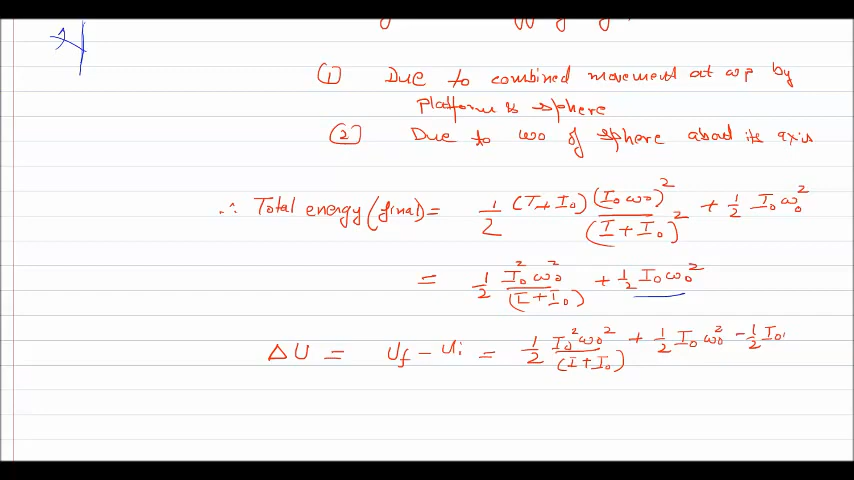 (1) Due to combined movement at ωp by
platform & sphere
(2) Due to ωo of sphere about its axis
∴ Total energy (final) = 1/2 (I+I₀) (I₀ω₀)²/(I+I₀)² + 1/2 I₀ω₀²
= 1/2 I₀²ω₀²/(I+I₀) + 1/2 I₀ω₀²
ΔU = Uf - Ui = 1/2 I₀²ω₀²/(I+I₀) + 1/2 I₀ω₀² - 1/2 I₀